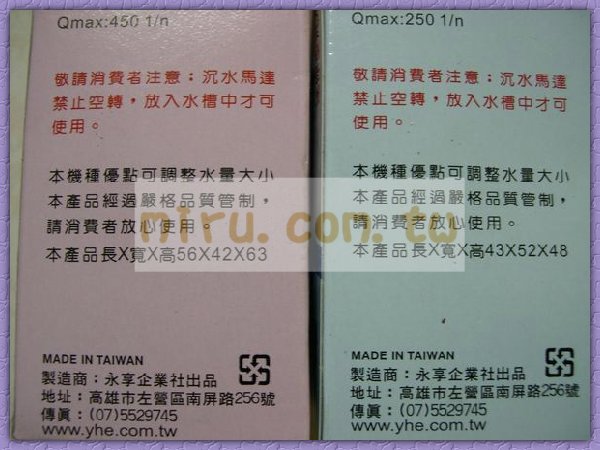 Qmax:450 1/n
敬請消費者注意：沉水馬達
禁止空轉，放入水槽中才可
使用。
本機種優點可調整水量大小
本產品經過嚴格品質管制，
請消費者放心使用。
本產品長X寬X高56X42X63
MADE IN TAIWAN
製造商：永享企業社出品
地址：高雄市左營區南屏路256號
傳眞：(07)5529745
www.yhe.com.tw
Qmax:250 1/n
敬請消費者注意：沉水馬達
禁止空轉，放入水槽中才可
使用。
本機種優點可調整水量大小
本產品經過嚴格品質管制，
請消費者放心使用。
本產品長X寬X高43X52X48
MADE IN TAIWAN
製造商：永享企業社出品
地址：高雄市左營區南屏路256號
傳眞：(07)5529745
www.yhe.com.tw
miru.com.tw